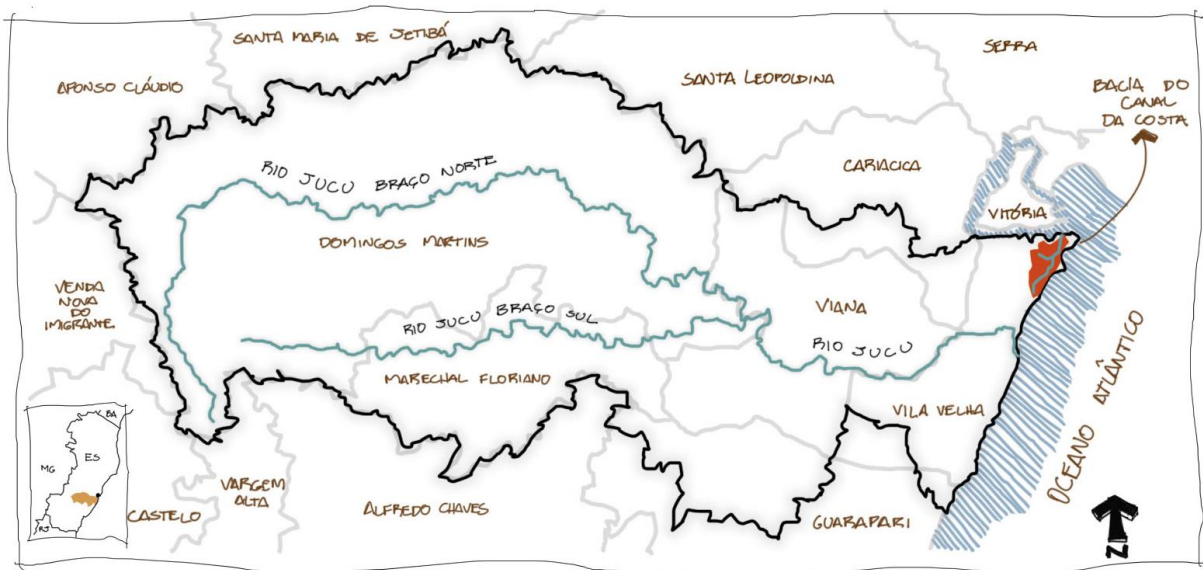 SANTA MARIA DE JETIBÁ
SERRA
AFONSO CLÁUDIO
SANTA LEOPOLDINA
BACIA DO
CANAL
DA COSTA
RIO JUCU BRAÇO NORTE
CARIACICA
VITÓRIA
DOMINGOS MARTINS
VENDA
NOVA
DO
IMIGRANTE
VIANA
RIO JUCU BRAÇO SUL
RIO JUCU
MARECHAL FLORIANO
VILA VELHA
OCEANO ATLÂNTICO
BA
MG
ES
RJ
CASTELO
VARGEM
ALTA
ALFREDO CHAVES
GUARAPARI
N